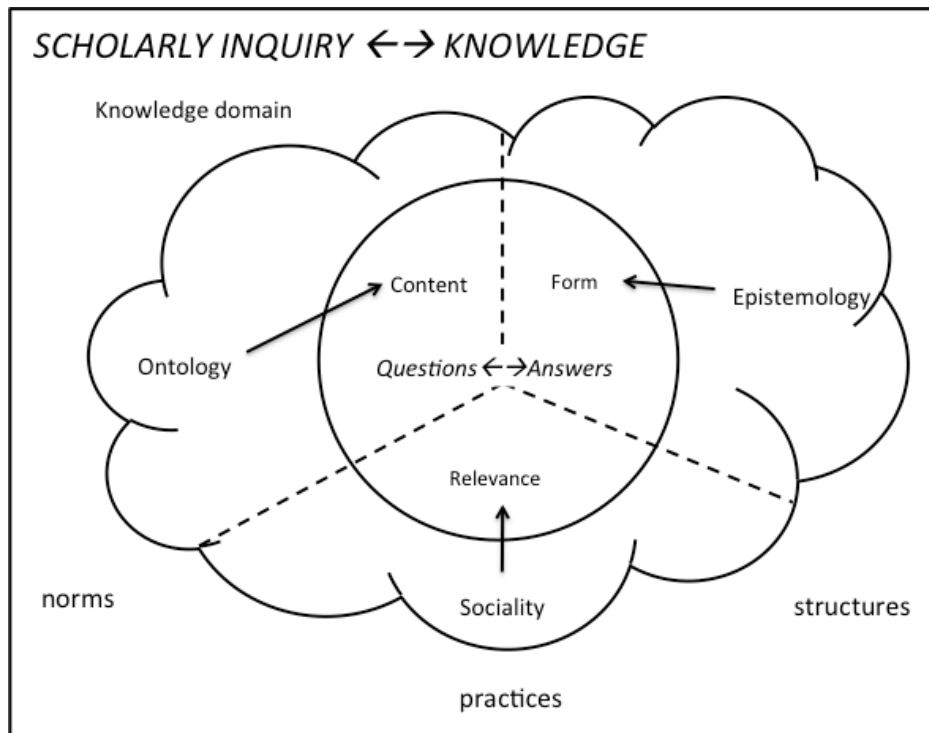 SCHOLARLY INQUIRY ←→ KNOWLEDGE
Knowledge domain
Content
Form
Epistemology
Ontology
Questions ←→ Answers
Relevance
norms
Sociality
structures
practices